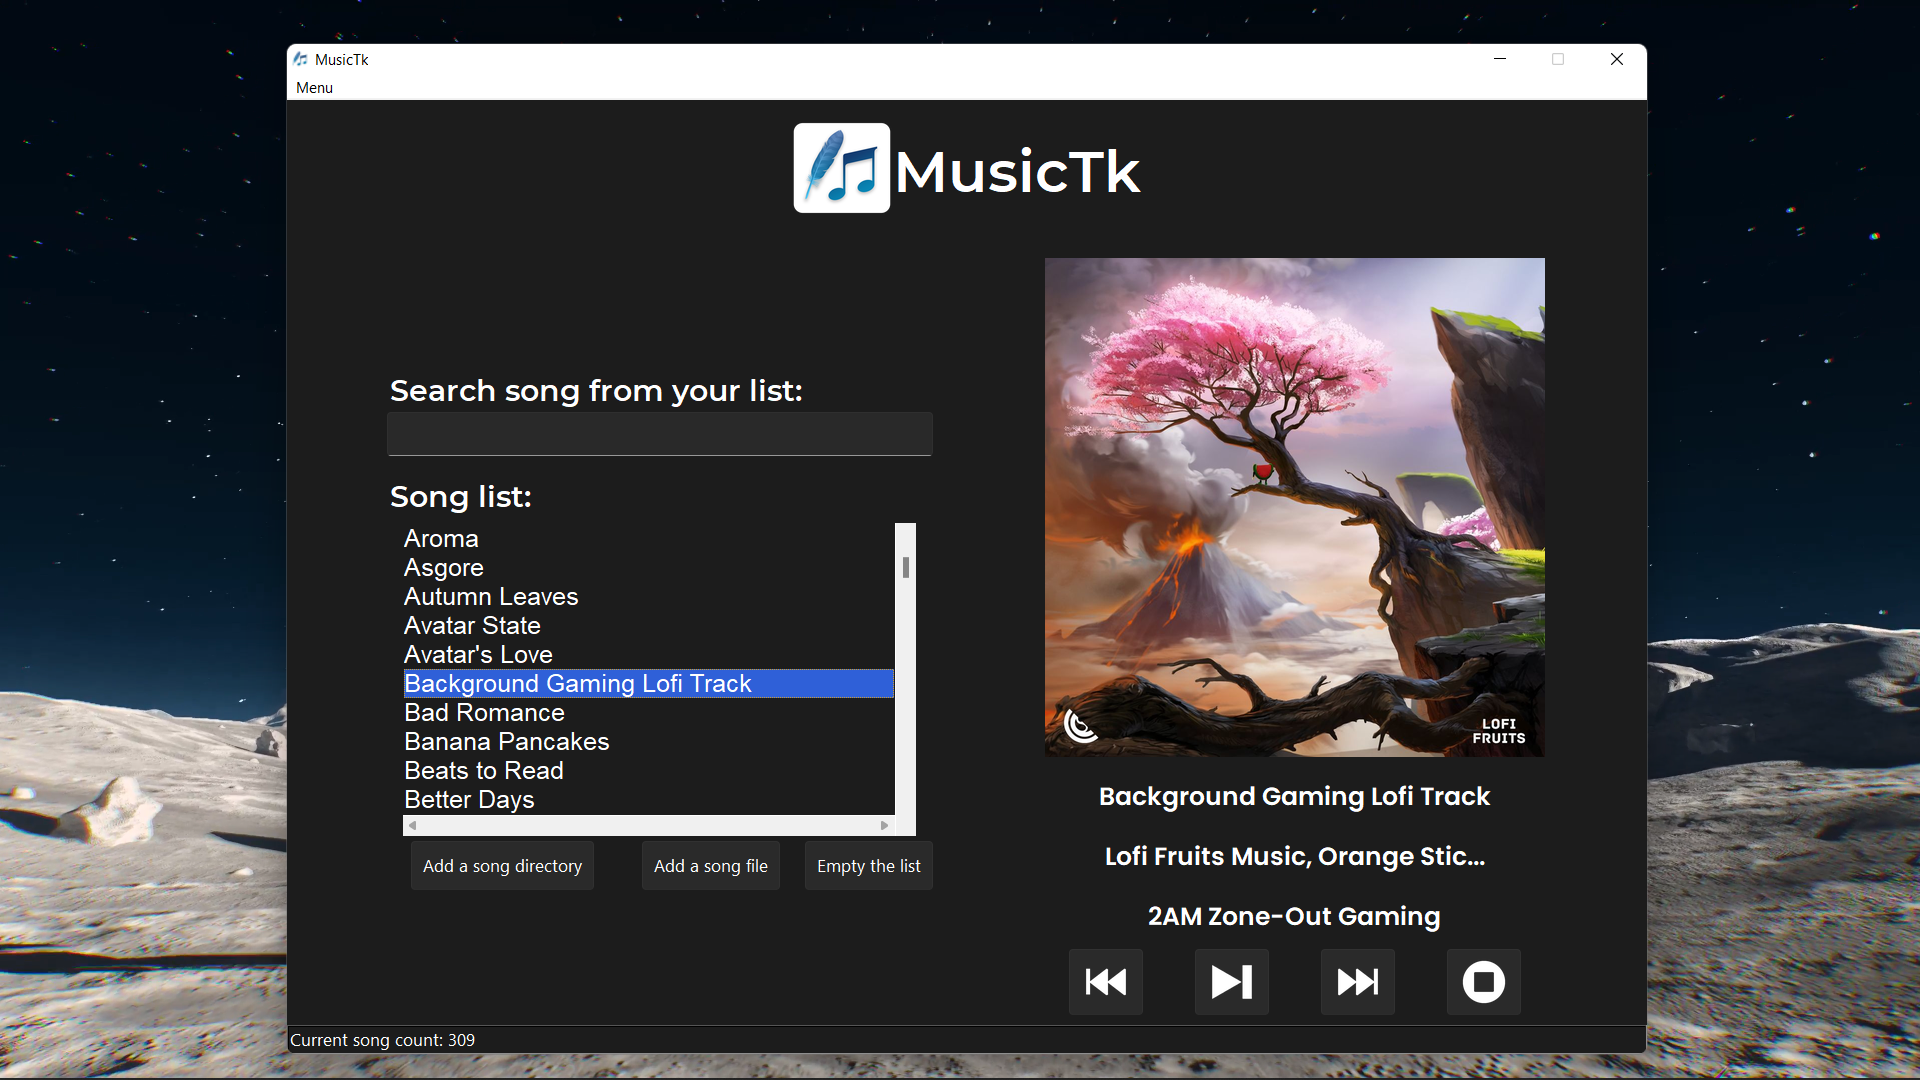 MusicTk
Menu
MusicTk
Search song from your list:
Song list:
Aroma
Asgore
Autumn Leaves
Avatar State
Avatar's Love
Background Gaming Lofi Track
Bad Romance
Banana Pancakes
Beats to Read
Better Days
Add a song directory
Add a song file
Empty the list
LOFI
FRUITS
Background Gaming Lofi Track
Lofi Fruits Music, Orange Stic...
2AM Zone-Out Gaming
Current song count: 309